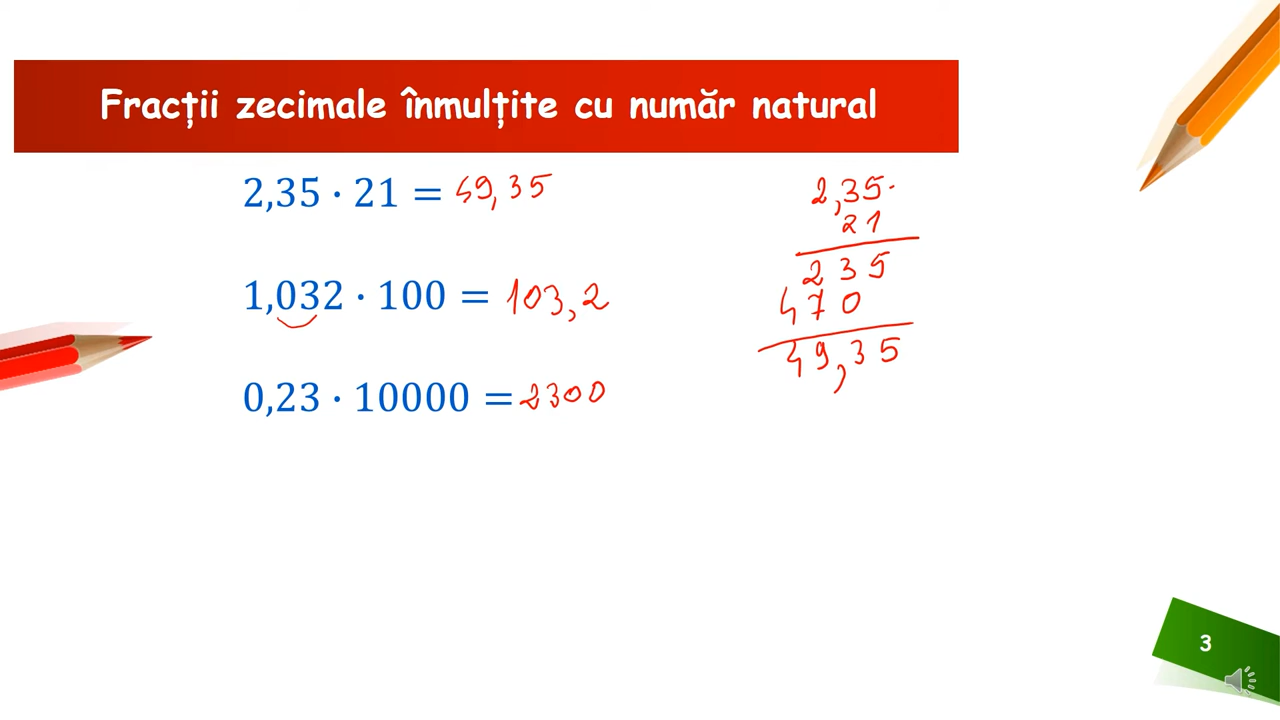 Fracții zecimale înmulțite cu număr natural
2,35 · 21 = 49,35
1,032 · 100 = 103,2
0,23 · 10000 = 2300
2,35·
21
235
470
49,35
3